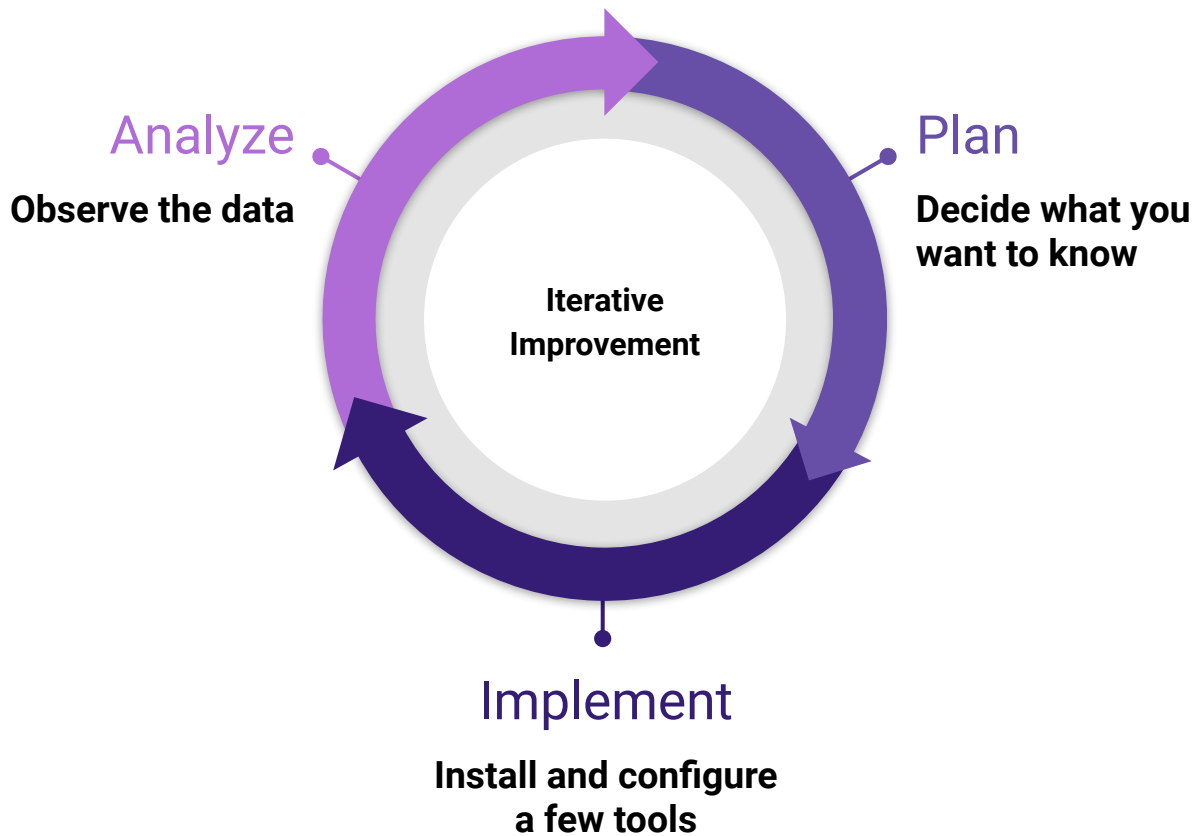 Analyze
Observe the data
Plan
Decide what you
want to know
Iterative
Improvement
Implement
Install and configure
a few tools